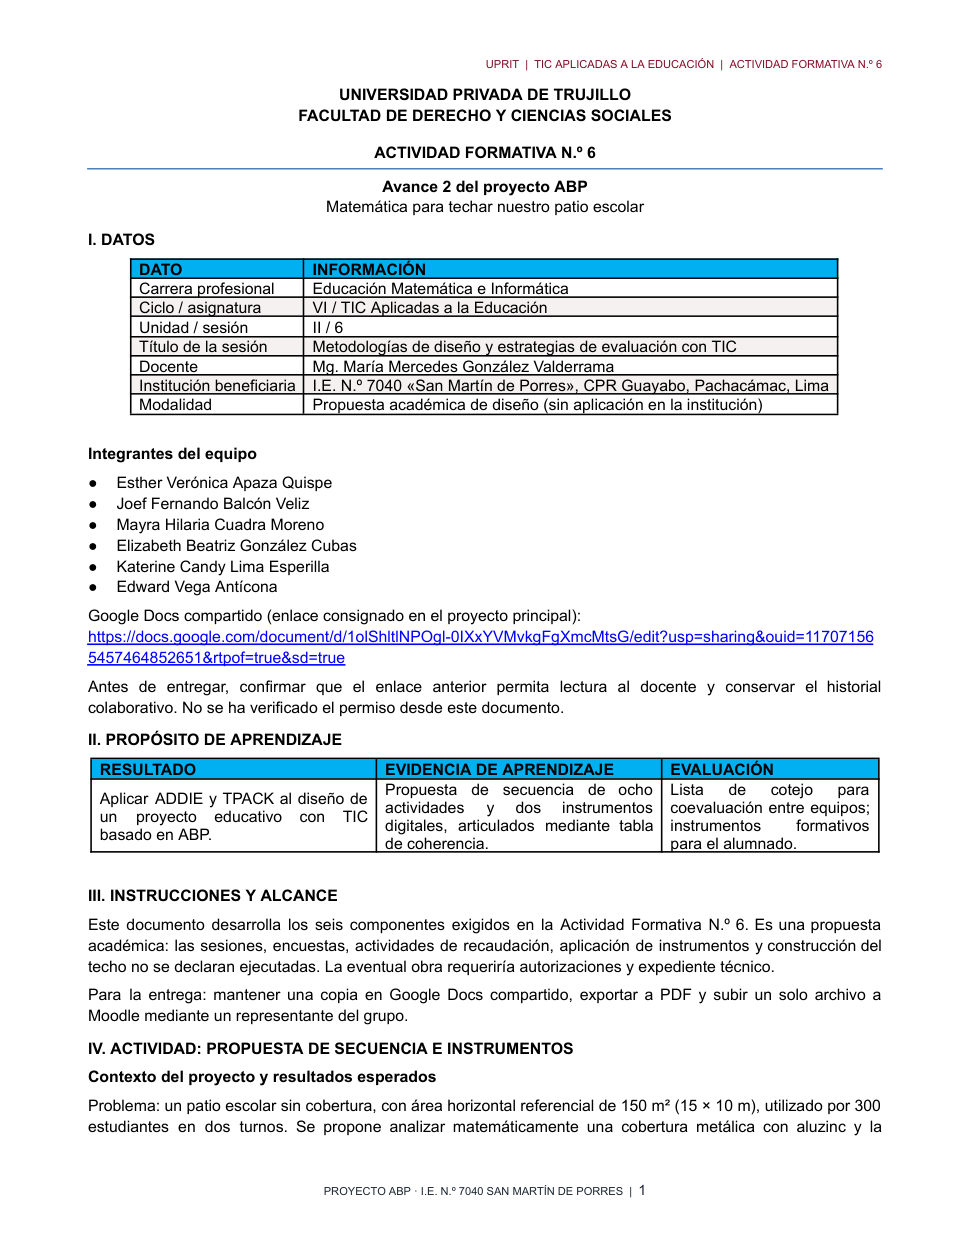 UPRIT | TIC APLICADAS A LA EDUCACIÓN | ACTIVIDAD FORMATIVA N.º 6
UNIVERSIDAD PRIVADA DE TRUJILLO
FACULTAD DE DERECHO Y CIENCIAS SOCIALES
ACTIVIDAD FORMATIVA N.º 6
Avance 2 del proyecto ABP
Matemática para techar nuestro patio escolar
I. DATOS
DATO INFORMACIÓN
Carrera profesional Educación Matemática e Informática
Ciclo / asignatura VI / TIC Aplicadas a la Educación
Unidad / sesión II / 6
Título de la sesión Metodologías de diseño y estrategias de evaluación con TIC
Docente Mg. María Mercedes González Valderrama
Institución beneficiaria I.E. N.º 7040 «San Martín de Porres», CPR Guayabo, Pachacámac, Lima
Modalidad Propuesta académica de diseño (sin aplicación en la institución)
Integrantes del equipo
● Esther Verónica Apaza Quispe
● Joef Fernando Balcón Veliz
● Mayra Hilaria Cuadra Moreno
● Elizabeth Beatriz González Cubas
● Katerine Candy Lima Esperilla
● Edward Vega Antícona
Google Docs compartido (enlace consignado en el proyecto principal):
https://docs.google.com/document/d/1olShltlNPOgl-0IXxYVMvkgFgXmcMtsG/edit?usp=sharing&ouid=11707156
5457464852651&rtpof=true&sd=true
Antes de entregar, confirmar que el enlace anterior permita lectura al docente y conservar el historial
colaborativo. No se ha verificado el permiso desde este documento.
II. PROPÓSITO DE APRENDIZAJE
RESULTADO EVIDENCIA DE APRENDIZAJE EVALUACIÓN
Aplicar ADDIE y TPACK al diseño de
un proyecto educativo con TIC
basado en ABP.
Propuesta de secuencia de ocho
actividades y dos instrumentos
digitales, articulados mediante tabla
de coherencia.
Lista de cotejo para
coevaluación entre equipos;
instrumentos formativos
para el alumnado.
III. INSTRUCCIONES Y ALCANCE
Este documento desarrolla los seis componentes exigidos en la Actividad Formativa N.º 6. Es una propuesta
académica: las sesiones, encuestas, actividades de recaudación, aplicación de instrumentos y construcción del
techo no se declaran ejecutadas. La eventual obra requeriría autorizaciones y expediente técnico.
Para la entrega: mantener una copia en Google Docs compartido, exportar a PDF y subir un solo archivo a
Moodle mediante un representante del grupo.
IV. ACTIVIDAD: PROPUESTA DE SECUENCIA E INSTRUMENTOS
Contexto del proyecto y resultados esperados
Problema: un patio escolar sin cobertura, con área horizontal referencial de 150 m² (15 × 10 m), utilizado por 300
estudiantes en dos turnos. Se propone analizar matemáticamente una cobertura metálica con aluzinc y la
PROYECTO ABP · I.E. N.º 7040 SAN MARTÍN DE PORRES | 1